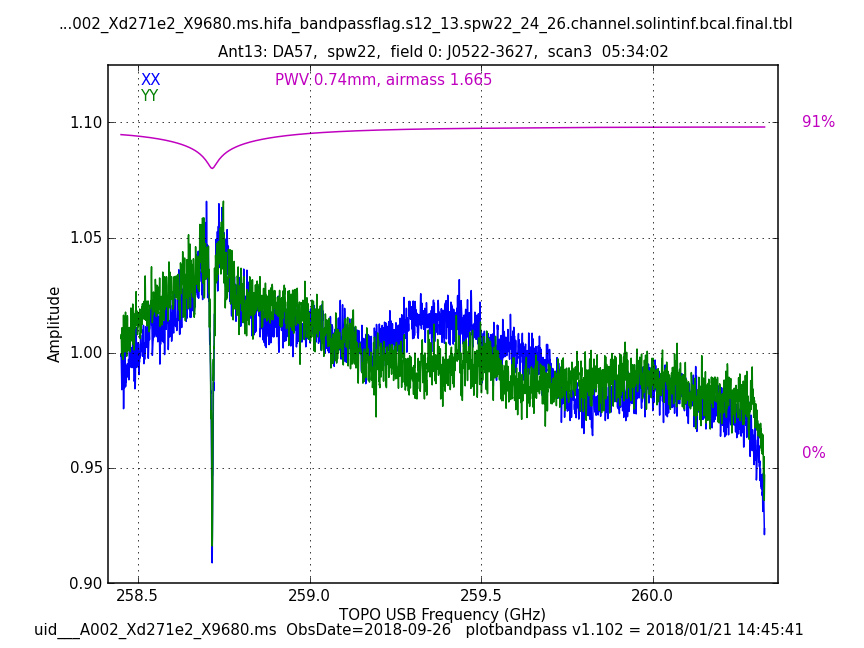 ...002_Xd271e2_X9680.ms.hifa_bandpassflag.s12_13.spw22_24_26.channel.solintinf.bcal.final.tbl
Ant13: DA57, spw22, field 0: J0522-3627, scan3 05:34:02
XX
YY
PWV 0.74mm, airmass 1.665
91%
0%
1.10
1.05
1.00
0.95
0.90
Amplitude
258.5 259.0 259.5 260.0
TOPO USB Frequency (GHz)
uid___A002_Xd271e2_X9680.ms ObsDate=2018-09-26 plotbandpass v1.102 = 2018/01/21 14:45:41